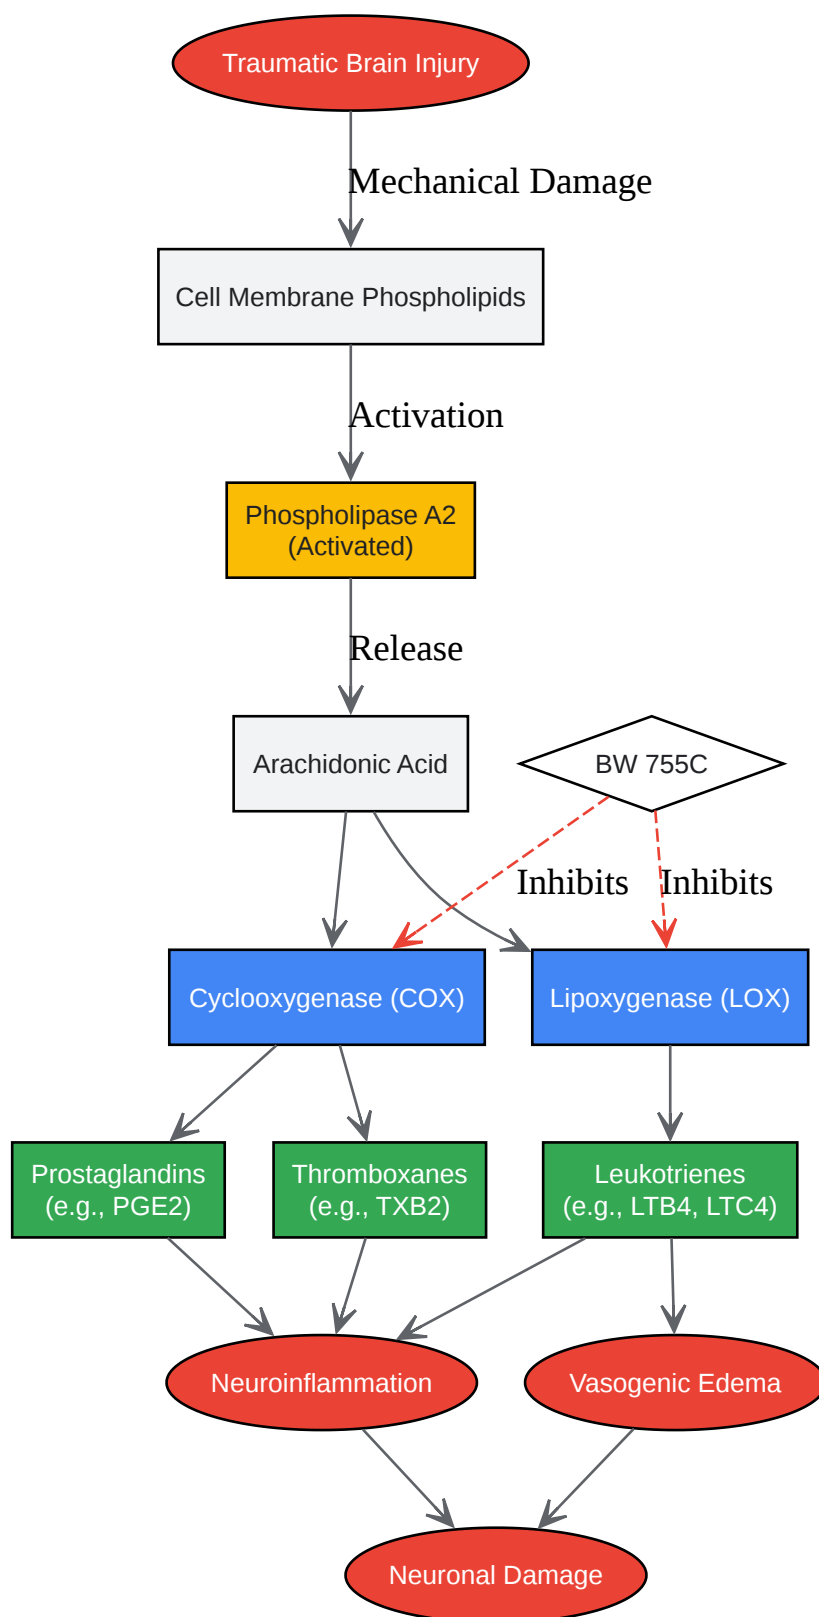 Traumatic Brain Injury
Mechanical Damage
Cell Membrane Phospholipids
Activation
Phospholipase A2
(Activated)
Release
Arachidonic Acid
BW 755C
Inhibits
Inhibits
Cyclooxygenase (COX)
Lipoxygenase (LOX)
Prostaglandins
(e.g., PGE2)
Thromboxanes
(e.g., TXB2)
Leukotrienes
(e.g., LTB4, LTC4)
Neuroinflammation
Vasogenic Edema
Neuronal Damage